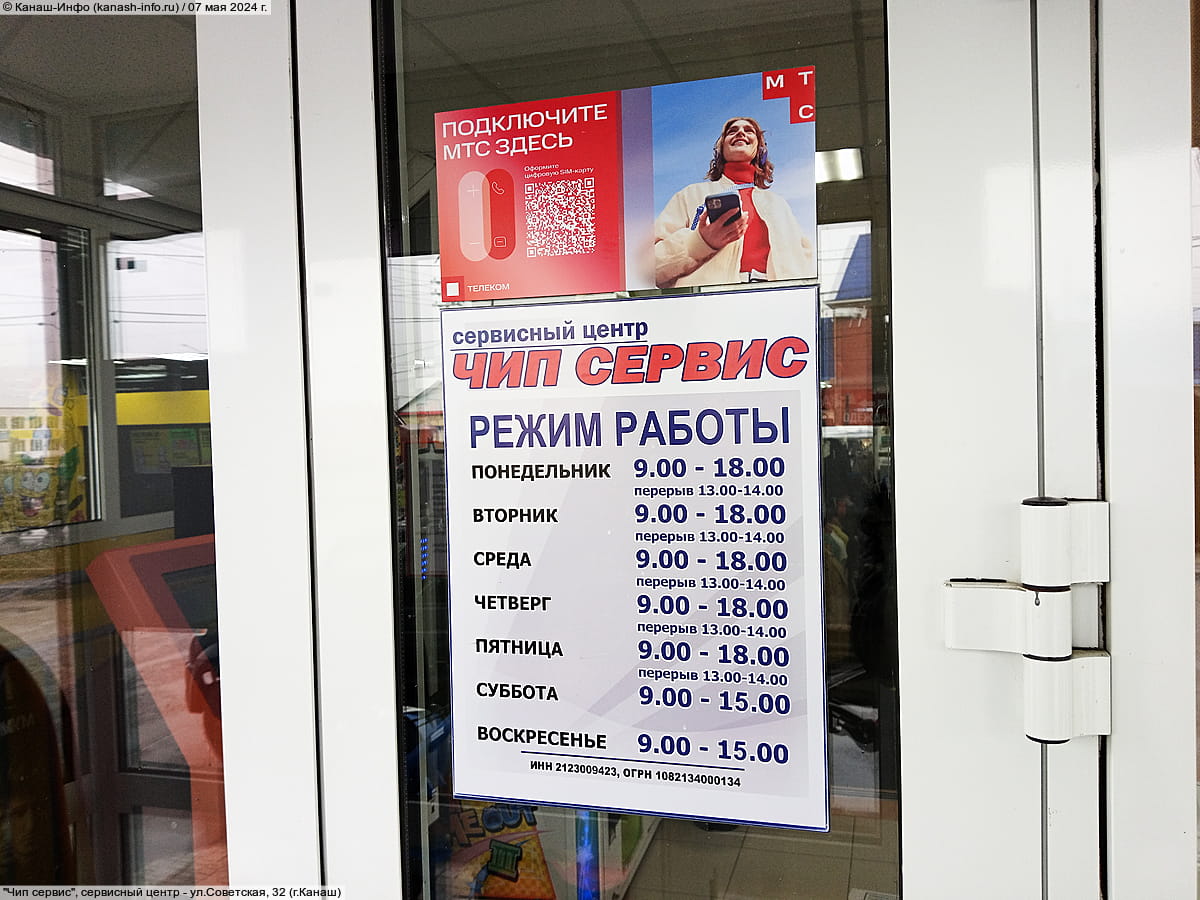 © Канаш-Инфо (kanash-info.ru) / 07 мая 2024 г.
ПОДКЛЮЧИТЕ
МТС ЗДЕСЬ
Оформите
цифровую SIM-карту
ТЕЛЕКОМ
М Т
С
сервисный центр
ЧИП СЕРВИС
РЕЖИМ РАБОТЫ
ПОНЕДЕЛЬНИК 9.00 - 18.00
перерыв 13.00-14.00
ВТОРНИК 9.00 - 18.00
перерыв 13.00-14.00
СРЕДА 9.00 - 18.00
перерыв 13.00-14.00
ЧЕТВЕРГ 9.00 - 18.00
перерыв 13.00-14.00
ПЯТНИЦА 9.00 - 18.00
перерыв 13.00-14.00
СУББОТА 9.00 - 15.00
ВОСКРЕСЕНЬЕ 9.00 - 15.00
ИНН 2123009423, ОГРН 1082134000134
"Чип сервис", сервисный центр - ул.Советская, 32 (г.Канаш)